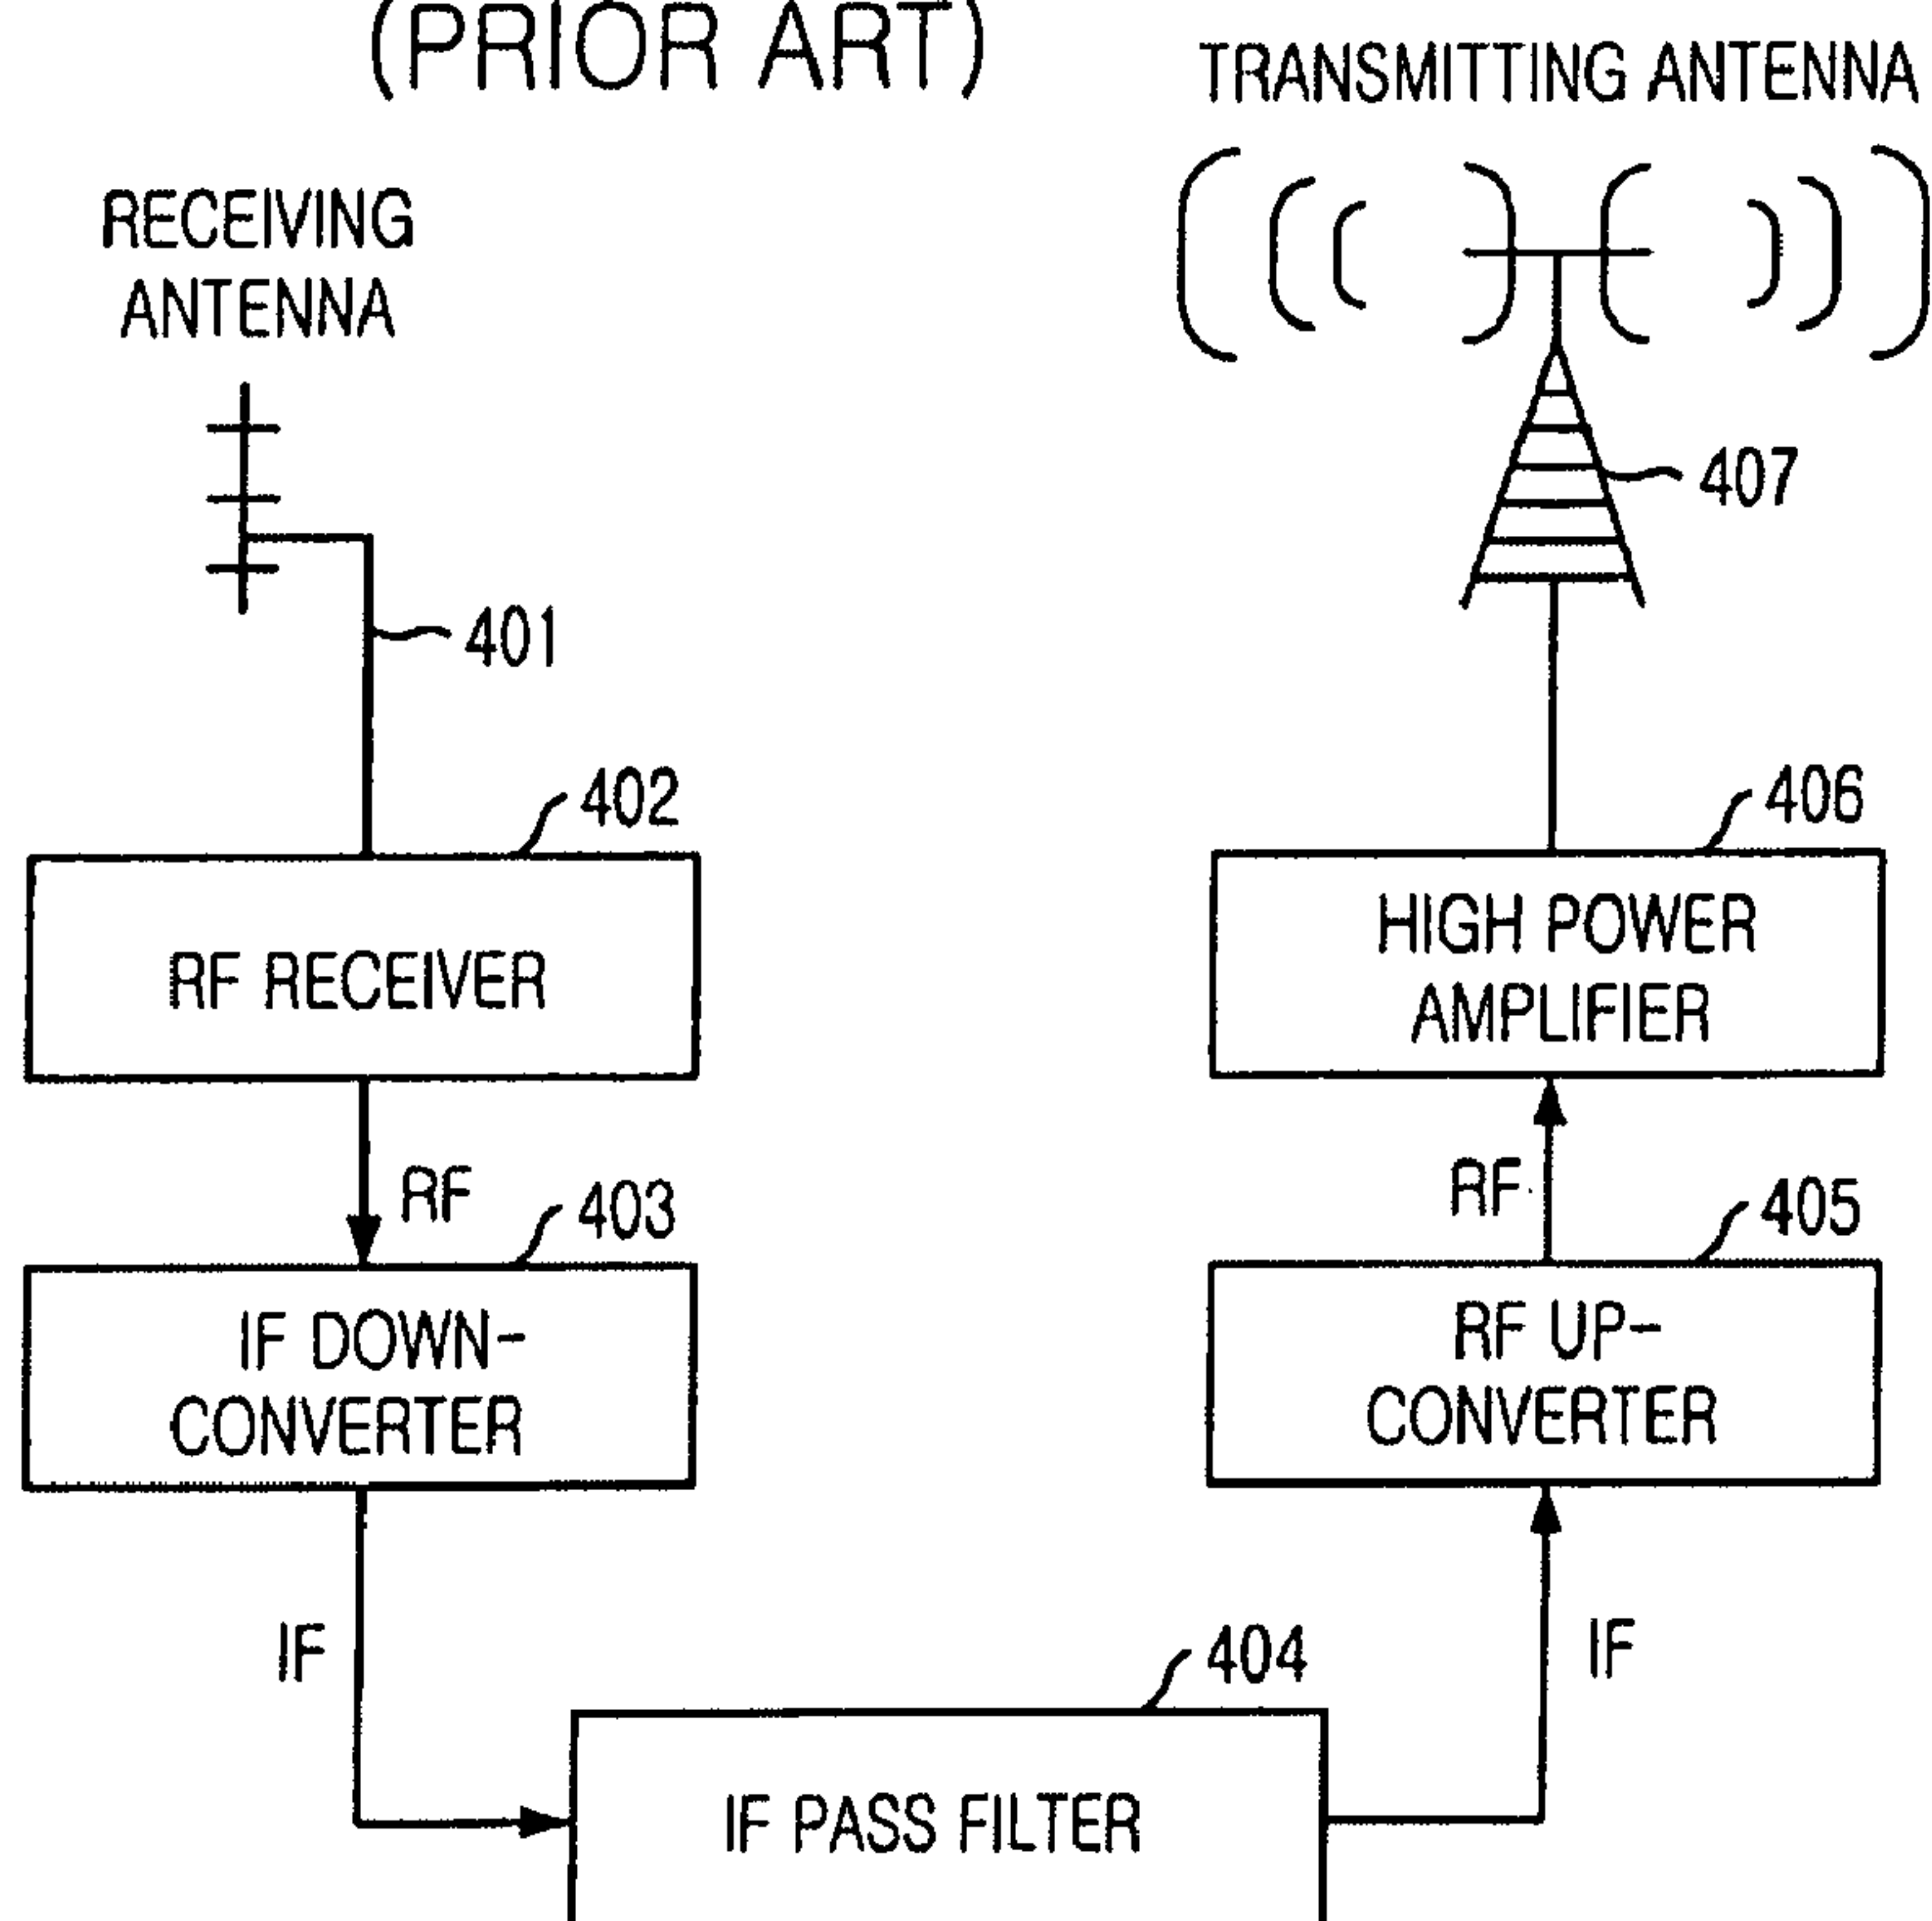 (PRIOR ART)
TRANSMITTING ANTENNA
RECEIVING
ANTENNA
407
401
402
406
RF RECEIVER
HIGH POWER
AMPLIFIER
RF
403
RF
405
IF DOWN-
CONVERTER
RF UP-
CONVERTER
IF
404
IF
IF PASS FILTER